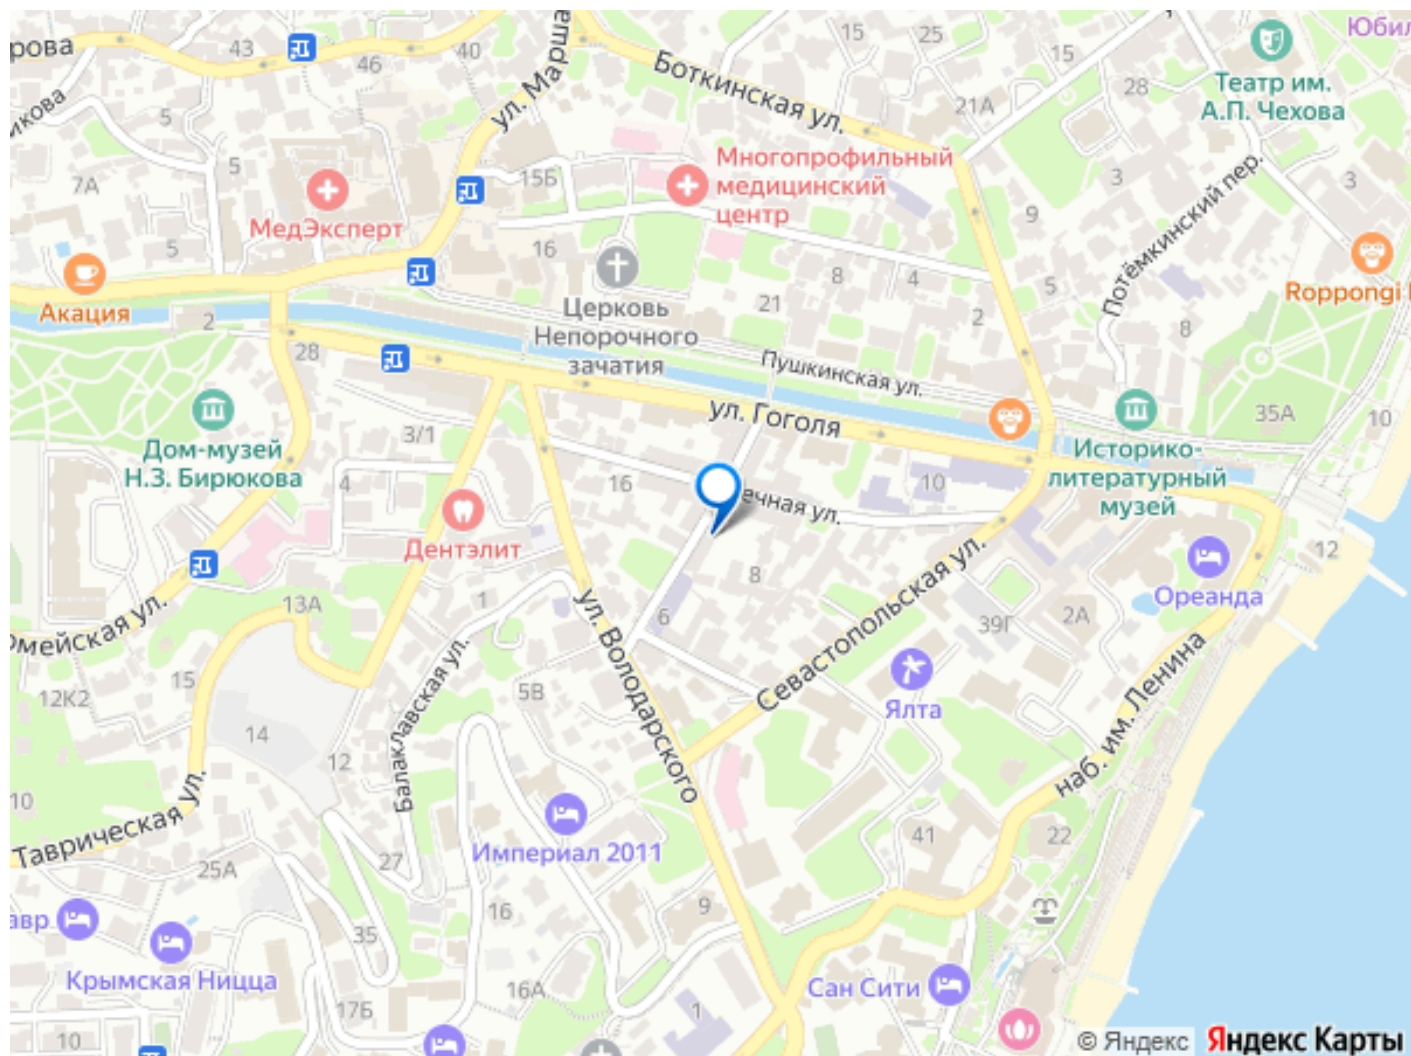 рова
43
40
46
ул. Марша
15
25
15
Юбил
Театр им.
А.П. Чехова
Боткинская ул.
28
21А
икова
5
7А
5
МедЭксперт
15Б
Многопрофильный
медицинский
центр
3
9
Потёмкинский пер.
3
5
16
Акация
2
Церковь
Непорочного
зачатия
21
8
4
2
5
8
Roppongi
28
Пушкинская ул.
ул. Гоголя
35А
10
Дом-музей
Н.З. Бирюкова
3/1
4
16
ечная ул.
10
Историко-
литературный
музей
Дентэлит
12
8
Ореанда
13А
1
6
39Г
2А
ул. Володарского
Севастопольская ул.
мейская ул.
15
12К2
5В
Балаклавская ул.
Ялта
наб. им. Ленина
14
12
10
Таврическая ул.
Империал 2011
41
22
27
25А
авр
16
9
35
Крымская Ницца
16А
17Б
Сан Сити
1
10
© Яндекс Яндекс Карты